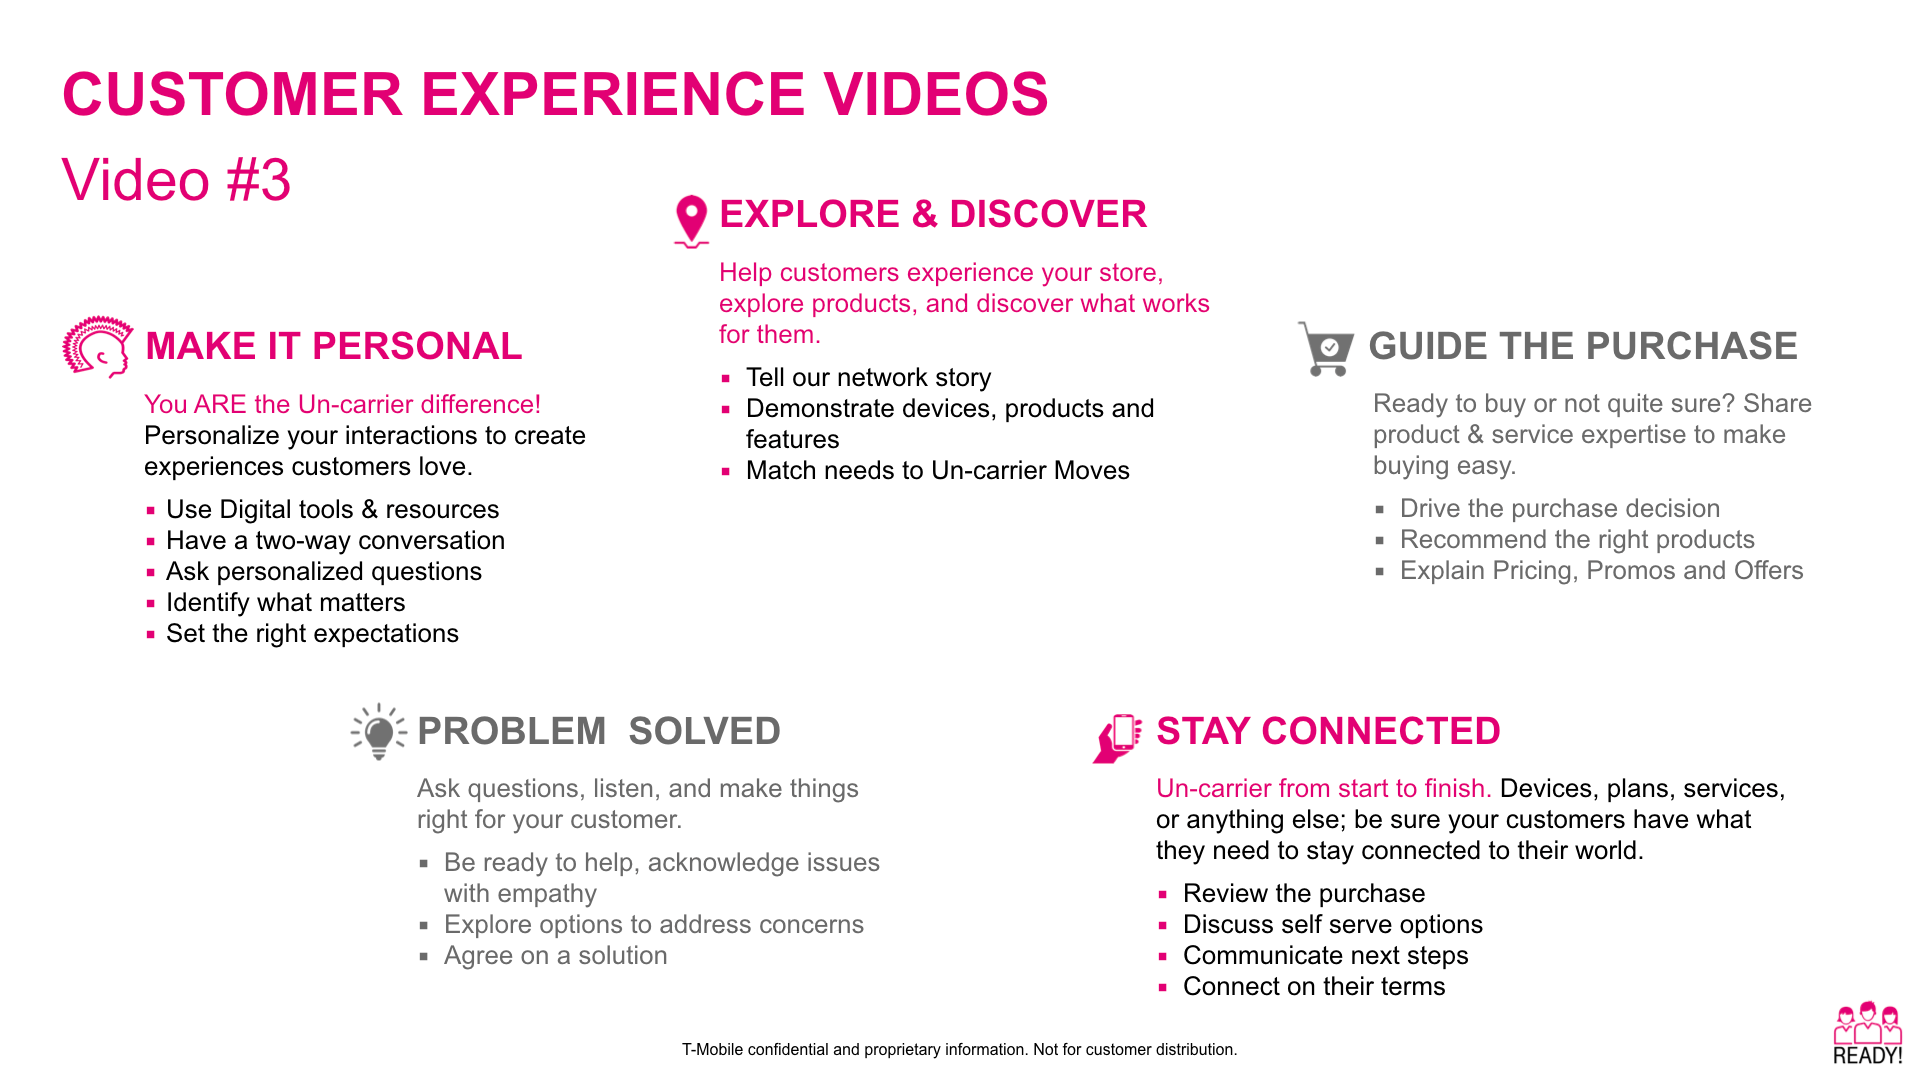 CUSTOMER EXPERIENCE VIDEOS
Video #3
EXPLORE & DISCOVER
Help customers experience your store,
explore products, and discover what works
for them.
▪ Tell our network story
▪ Demonstrate devices, products and
features
▪ Match needs to Un-carrier Moves
MAKE IT PERSONAL
You ARE the Un-carrier difference!
Personalize your interactions to create
experiences customers love.
▪ Use Digital tools & resources
▪ Have a two-way conversation
▪ Ask personalized questions
▪ Identify what matters
▪ Set the right expectations
GUIDE THE PURCHASE
Ready to buy or not quite sure? Share
product & service expertise to make
buying easy.
▪ Drive the purchase decision
▪ Recommend the right products
▪ Explain Pricing, Promos and Offers
PROBLEM  SOLVED
Ask questions, listen, and make things
right for your customer.
▪ Be ready to help, acknowledge issues
with empathy
▪ Explore options to address concerns
▪ Agree on a solution
STAY CONNECTED
Un-carrier from start to finish. Devices, plans, services,
or anything else; be sure your customers have what
they need to stay connected to their world.
▪ Review the purchase
▪ Discuss self serve options
▪ Communicate next steps
▪ Connect on their terms
T-Mobile confidential and proprietary information. Not for customer distribution.
READY!